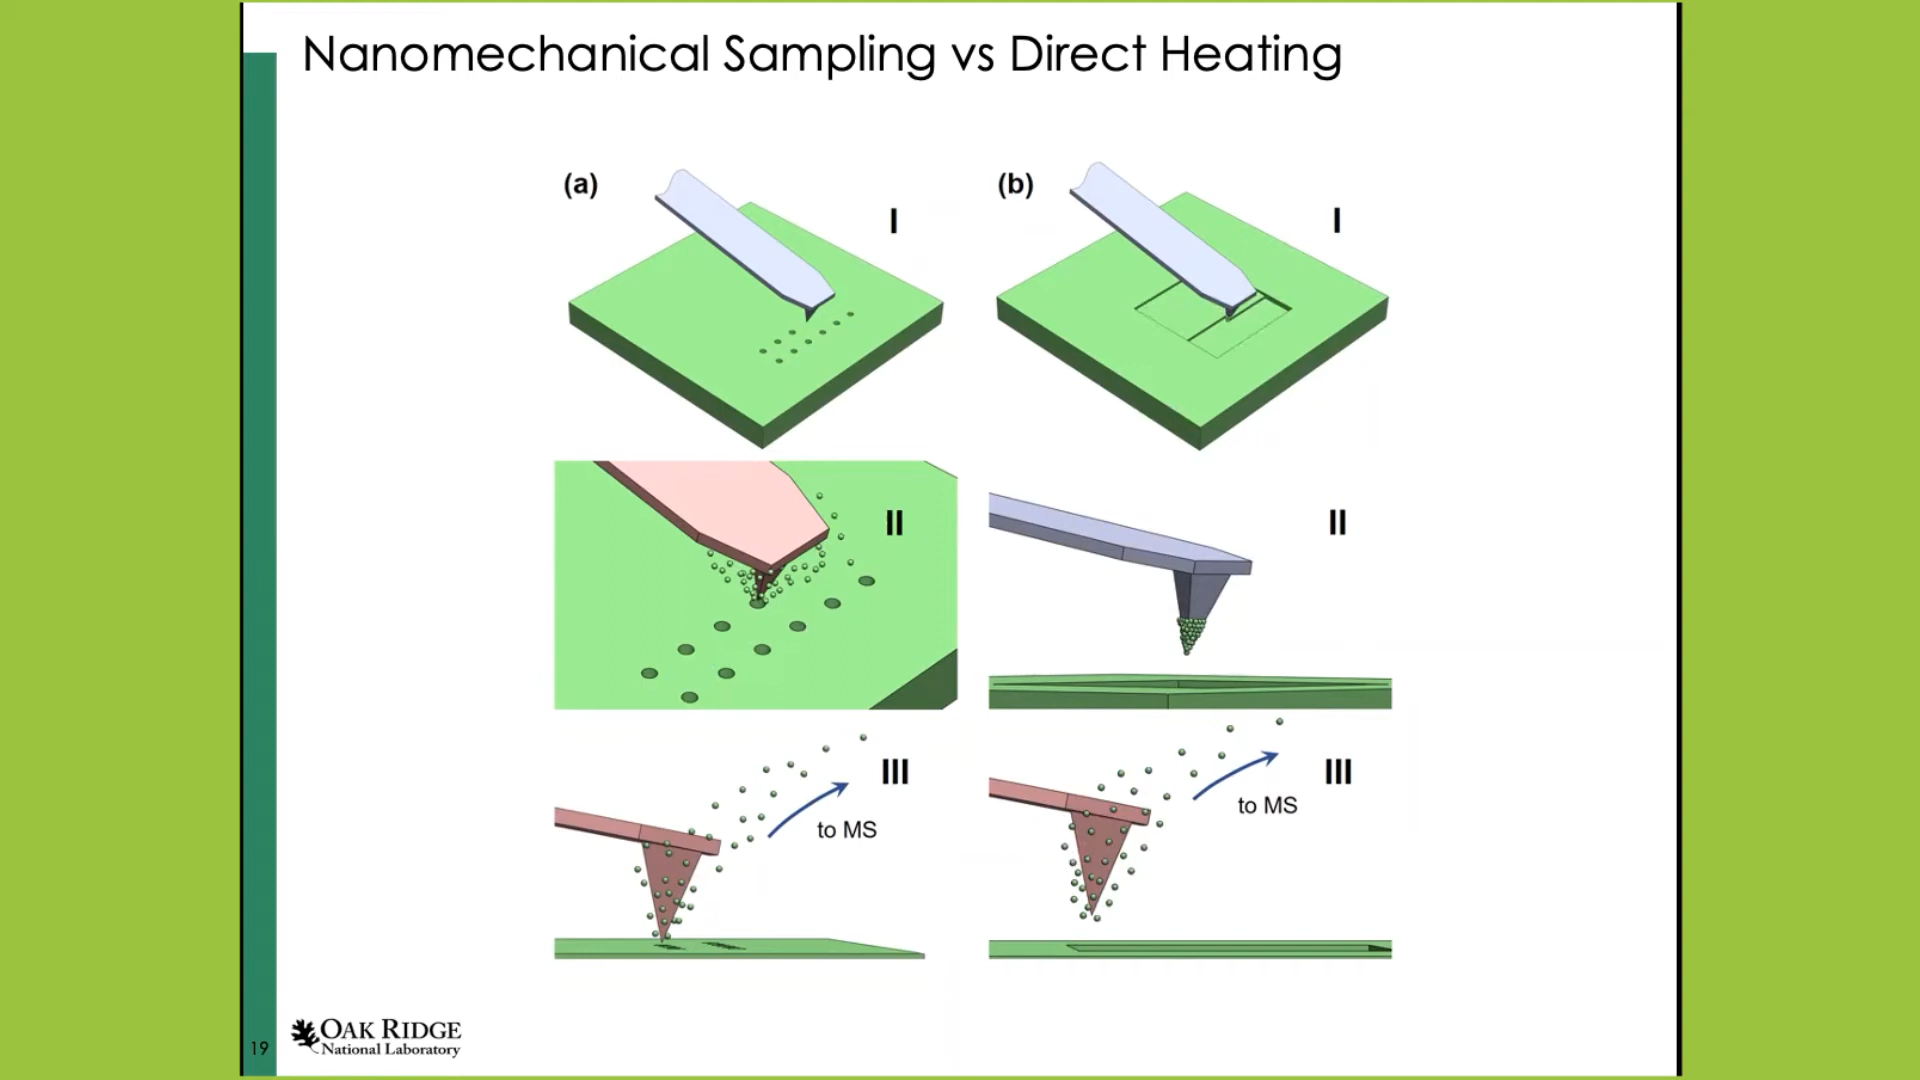 Nanomechanical Sampling vs Direct Heating
(a)
I
(b)
I
II
II
III
to MS
III
to MS
OAK RIDGE
National Laboratory
19